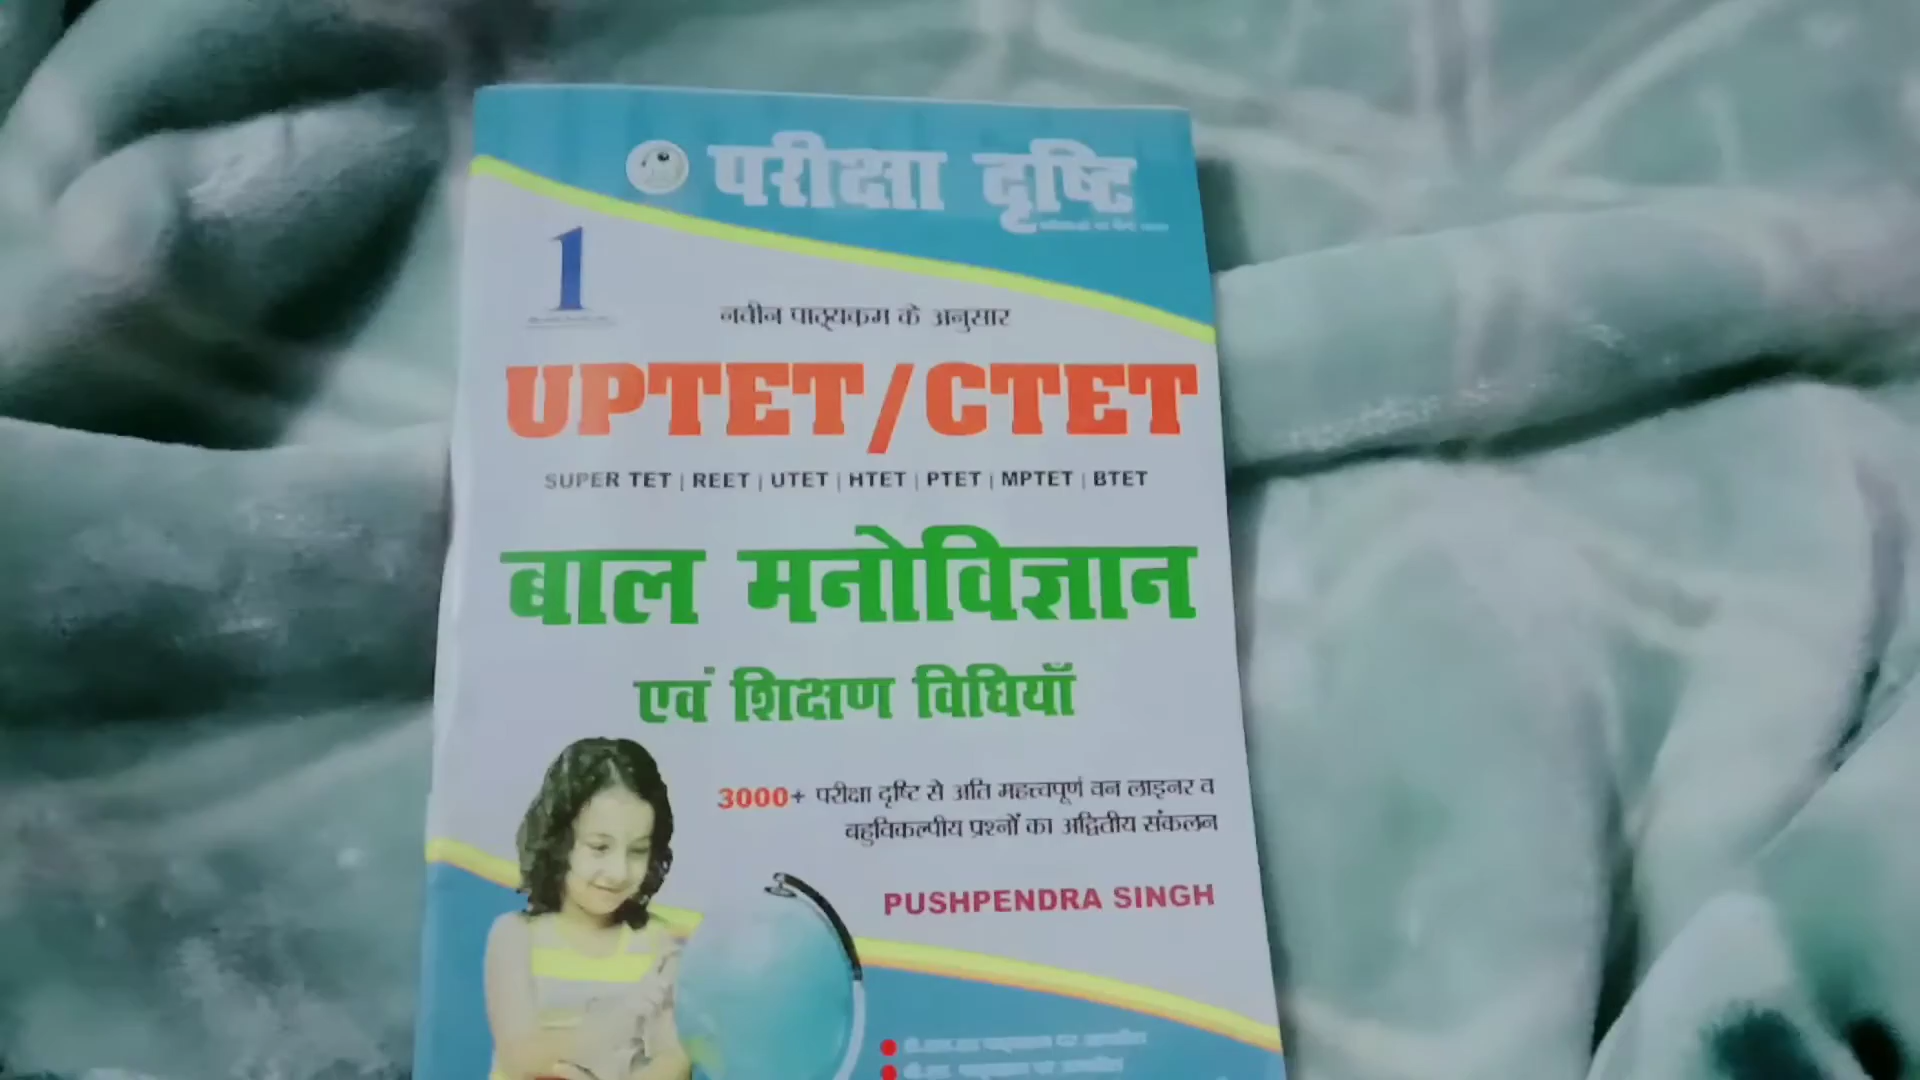 परीक्षा दृष्टि
1
नवीन पाठ्यक्रम के अनुसार
UPTET/CTET
SUPER TET | REET | UTET | HTET | PTET | MPTET | BTET
बाल मनोविज्ञान
एवं शिक्षण विधियाँ
3000+ परीक्षा दृष्टि से अति महत्त्वपूर्ण वन लाइनर व
बहुविकल्पीय प्रश्नों का अद्वितीय संकलन
PUSHPENDRA SINGH